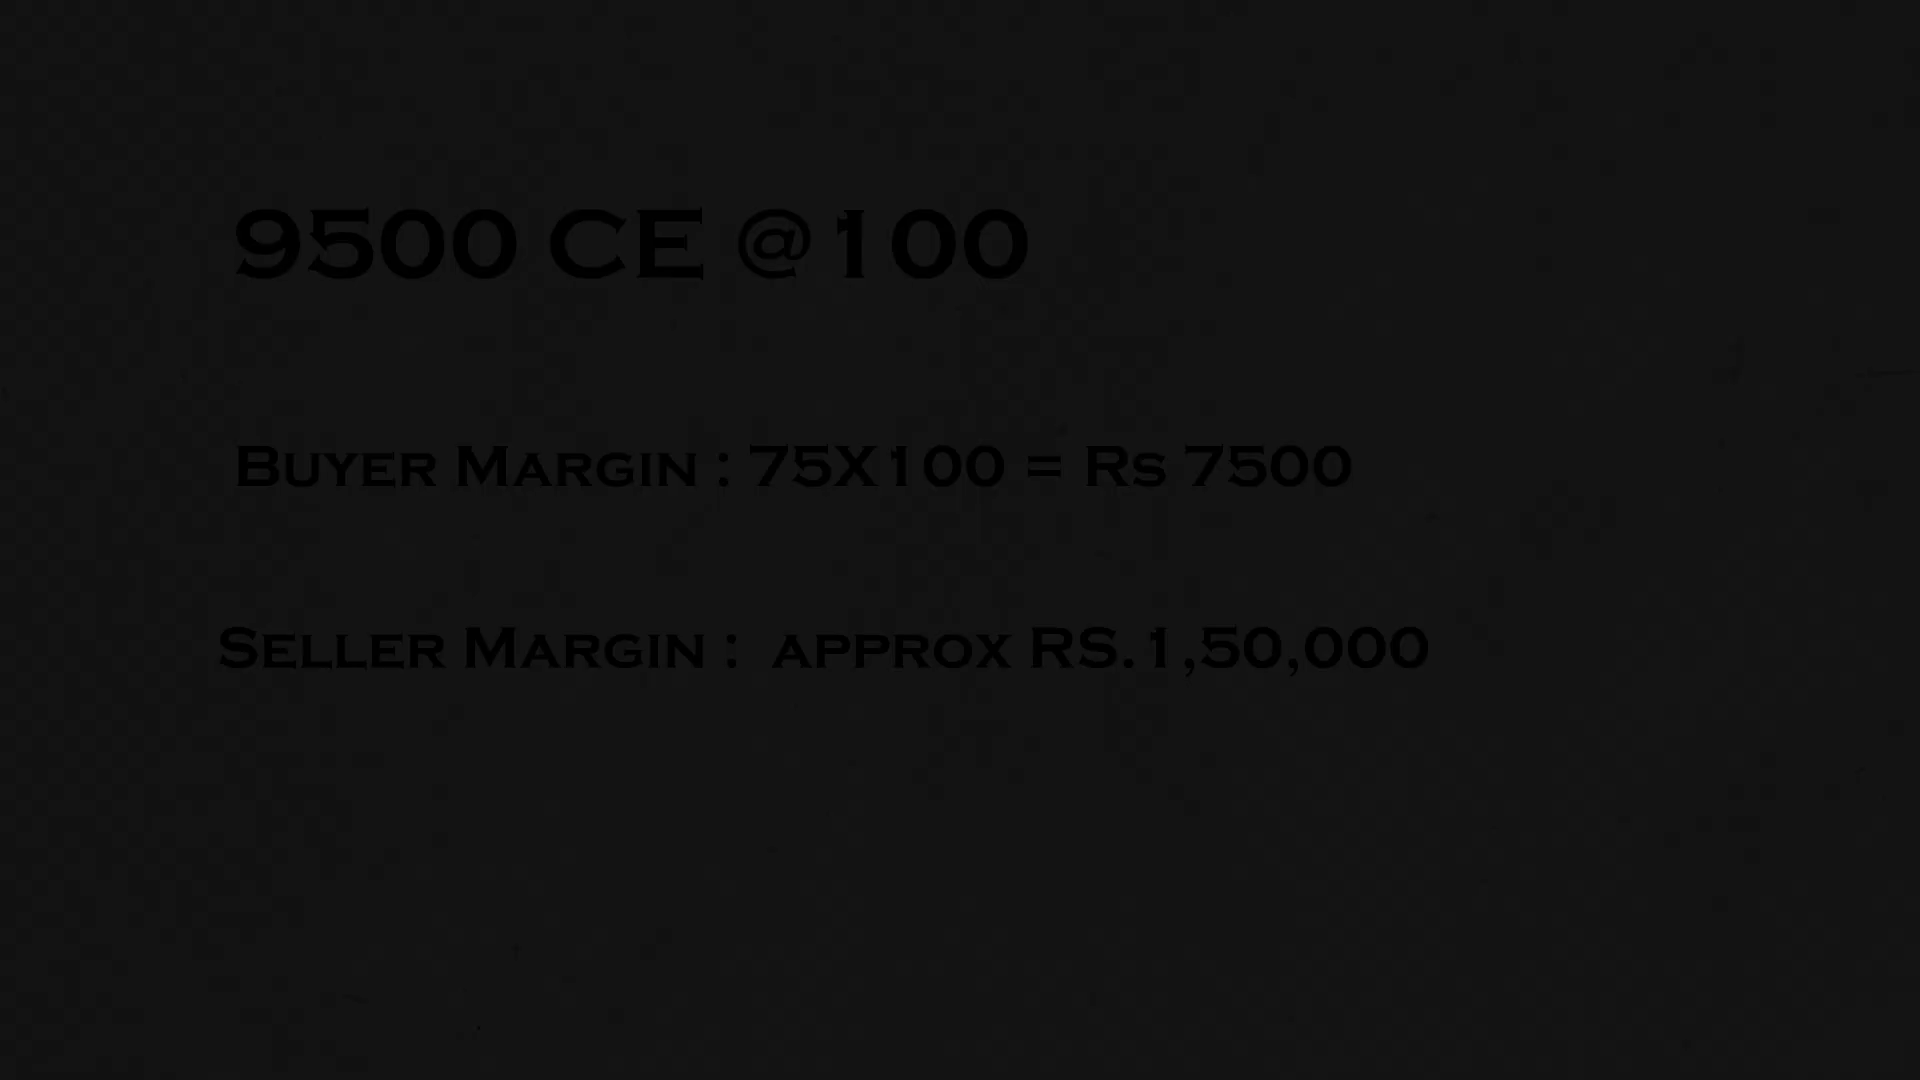 9500 CE @100
Buyer Margin : 75X100 = Rs 7500
Seller Margin : approx RS.1,50,000